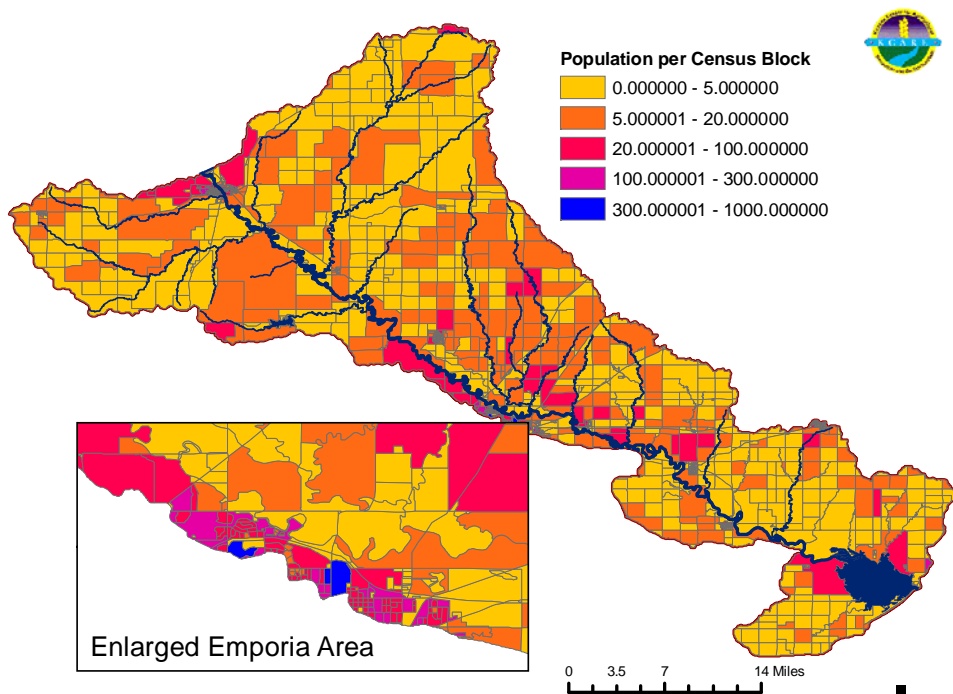 Population per Census Block
0.000000 - 5.000000
5.000001 - 20.000000
20.000001 - 100.000000
100.000001 - 300.000000
300.000001 - 1000.000000
Enlarged Emporia Area
0 3.5 7 14 Miles